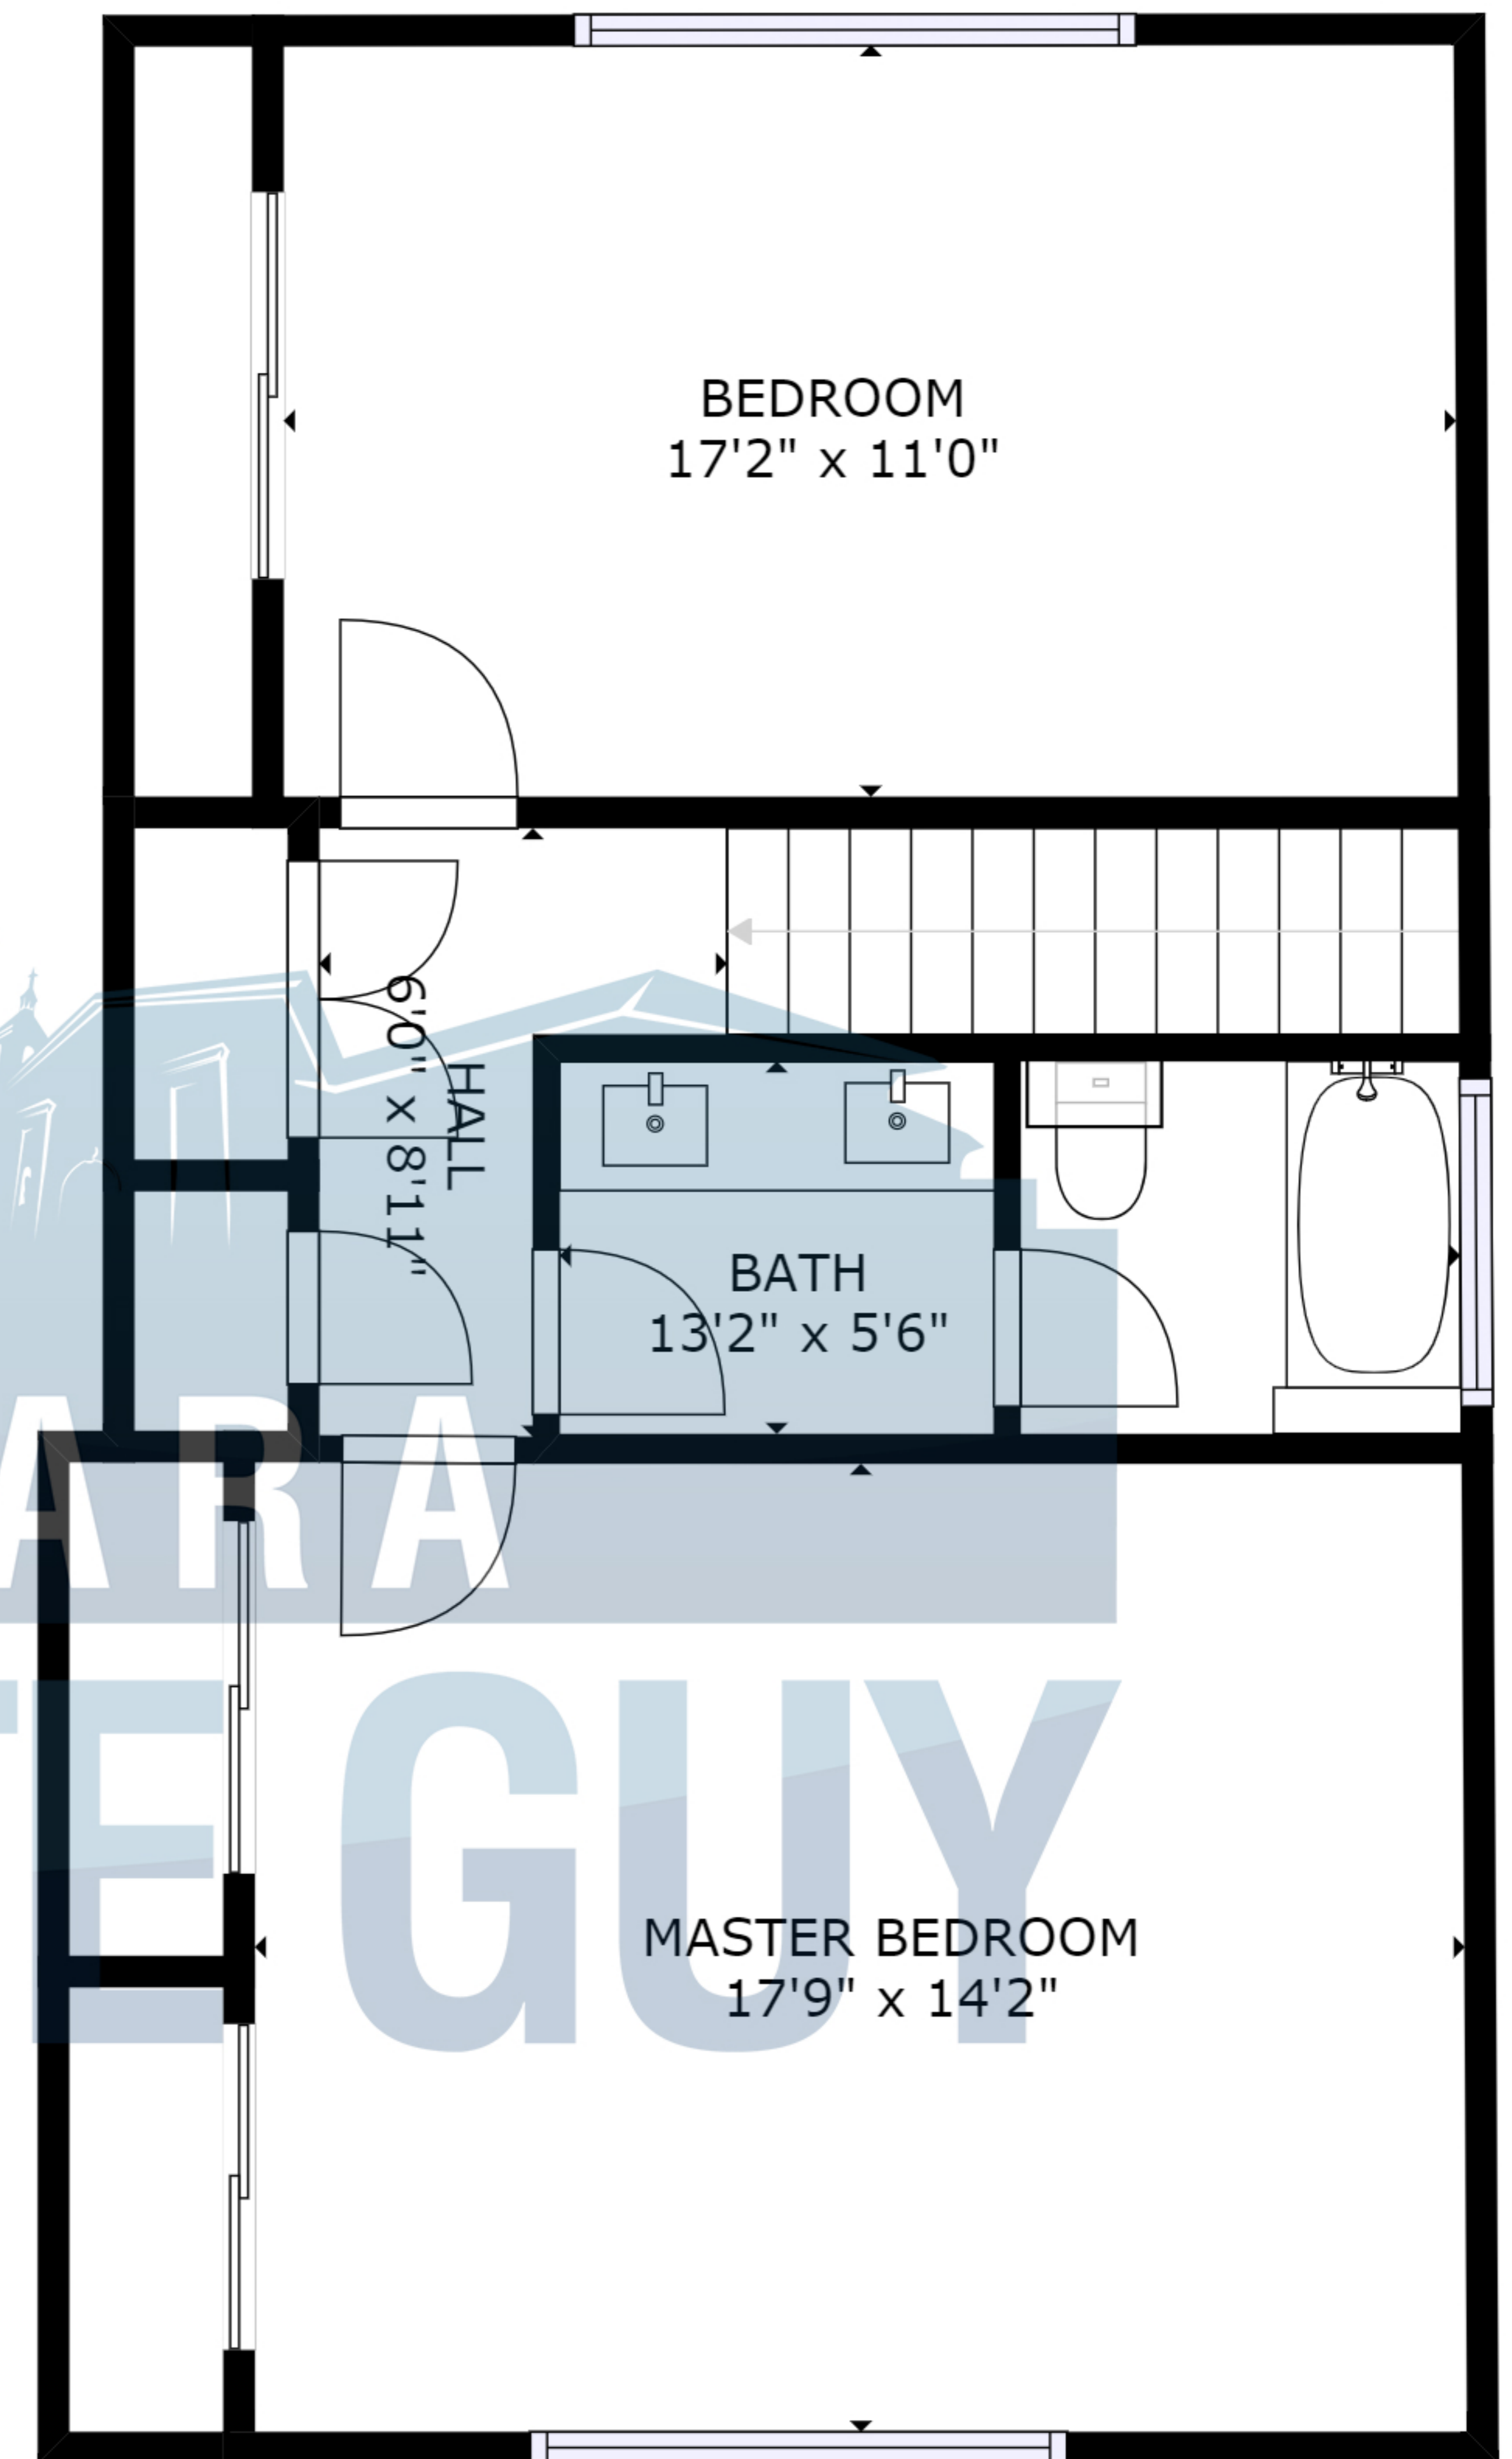 BEDROOM
17'2" x 11'0"
HALL
6'0" x 8'11"
BATH
13'2" x 5'6"
ARA
TE GUY
MASTER BEDROOM
17'9" x 14'2"